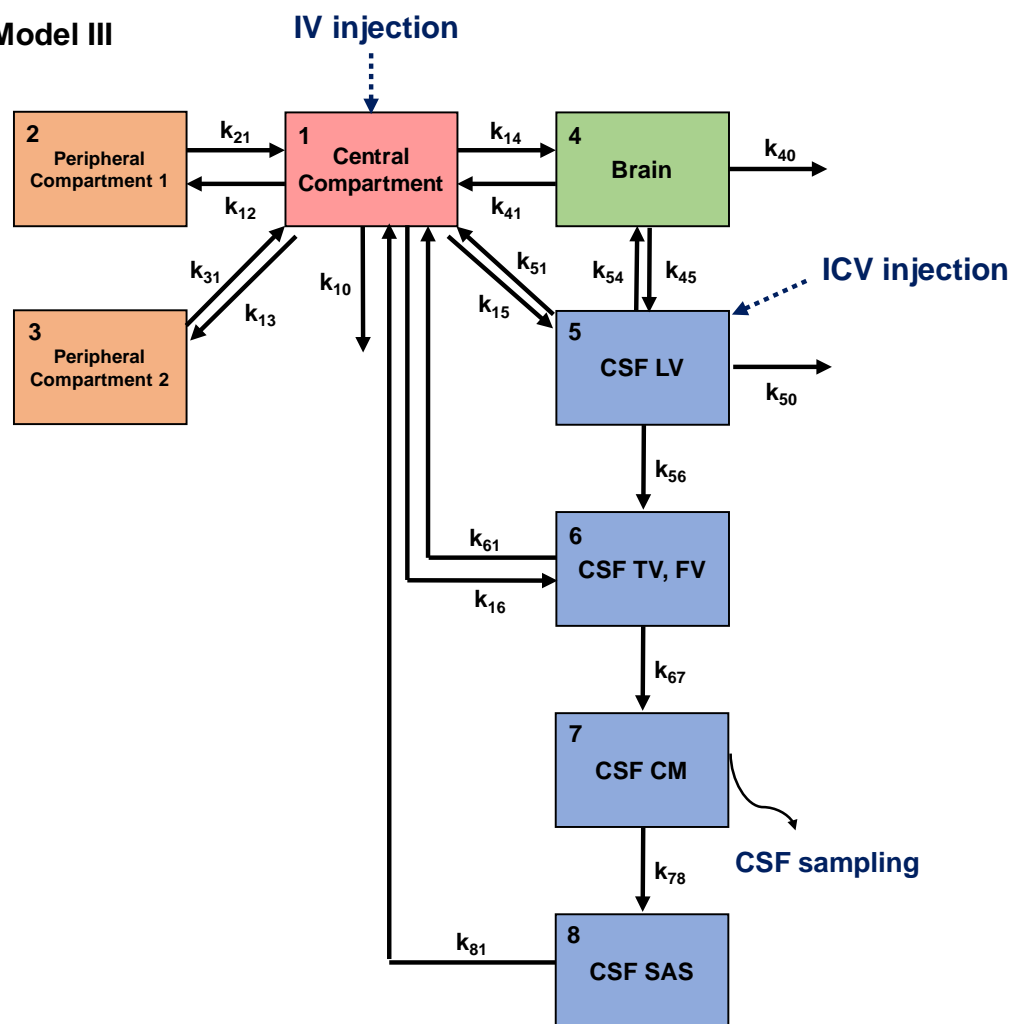 Model III
IV injection
2
Peripheral
Compartment 1
k21
k12
1
Central
Compartment
k14
k41
4
Brain
k40
k31
k13
k10
k51
k15
k54
k45
ICV injection
3
Peripheral
Compartment 2
5
CSF LV
k50
k56
6
CSF TV, FV
k61
k16
k67
7
CSF CM
CSF sampling
k78
8
CSF SAS
k81